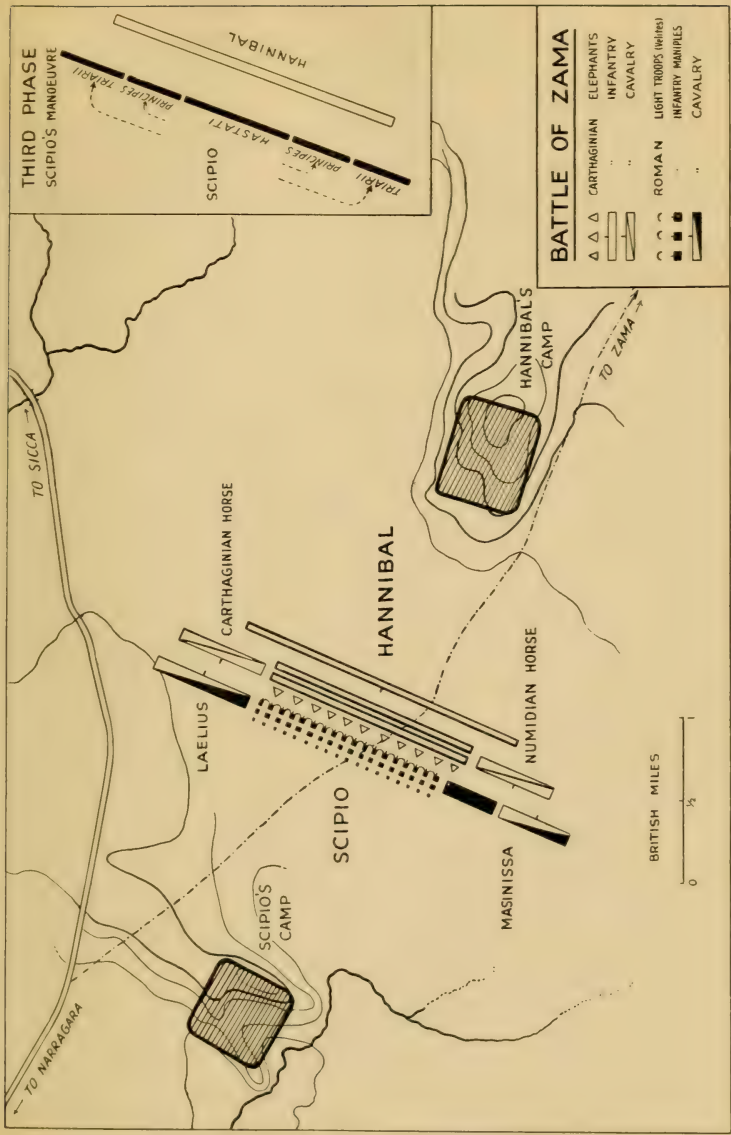 THIRD PHASE
SCIPIO'S MANOEUVRE
TRIARII
PRINCIPES
HASTATI
PRINCIPES
TRIARII
HANNIBAL
SCIPIO
BATTLE OF ZAMA
CARTHAGINIAN ELEPHANTS
" INFANTRY
" CAVALRY
ROMAN LIGHT TROOPS (Velites)
" INFANTRY MANIPLES
" CAVALRY
← TO NARRAGARA
TO SICCA →
SCIPIO'S
CAMP
LAELIUS
CARTHAGINIAN HORSE
SCIPIO
HANNIBAL
MASINISSA
NUMIDIAN HORSE
HANNIBAL'S
CAMP
TO ZAMA →
BRITISH MILES
0 ½ 1